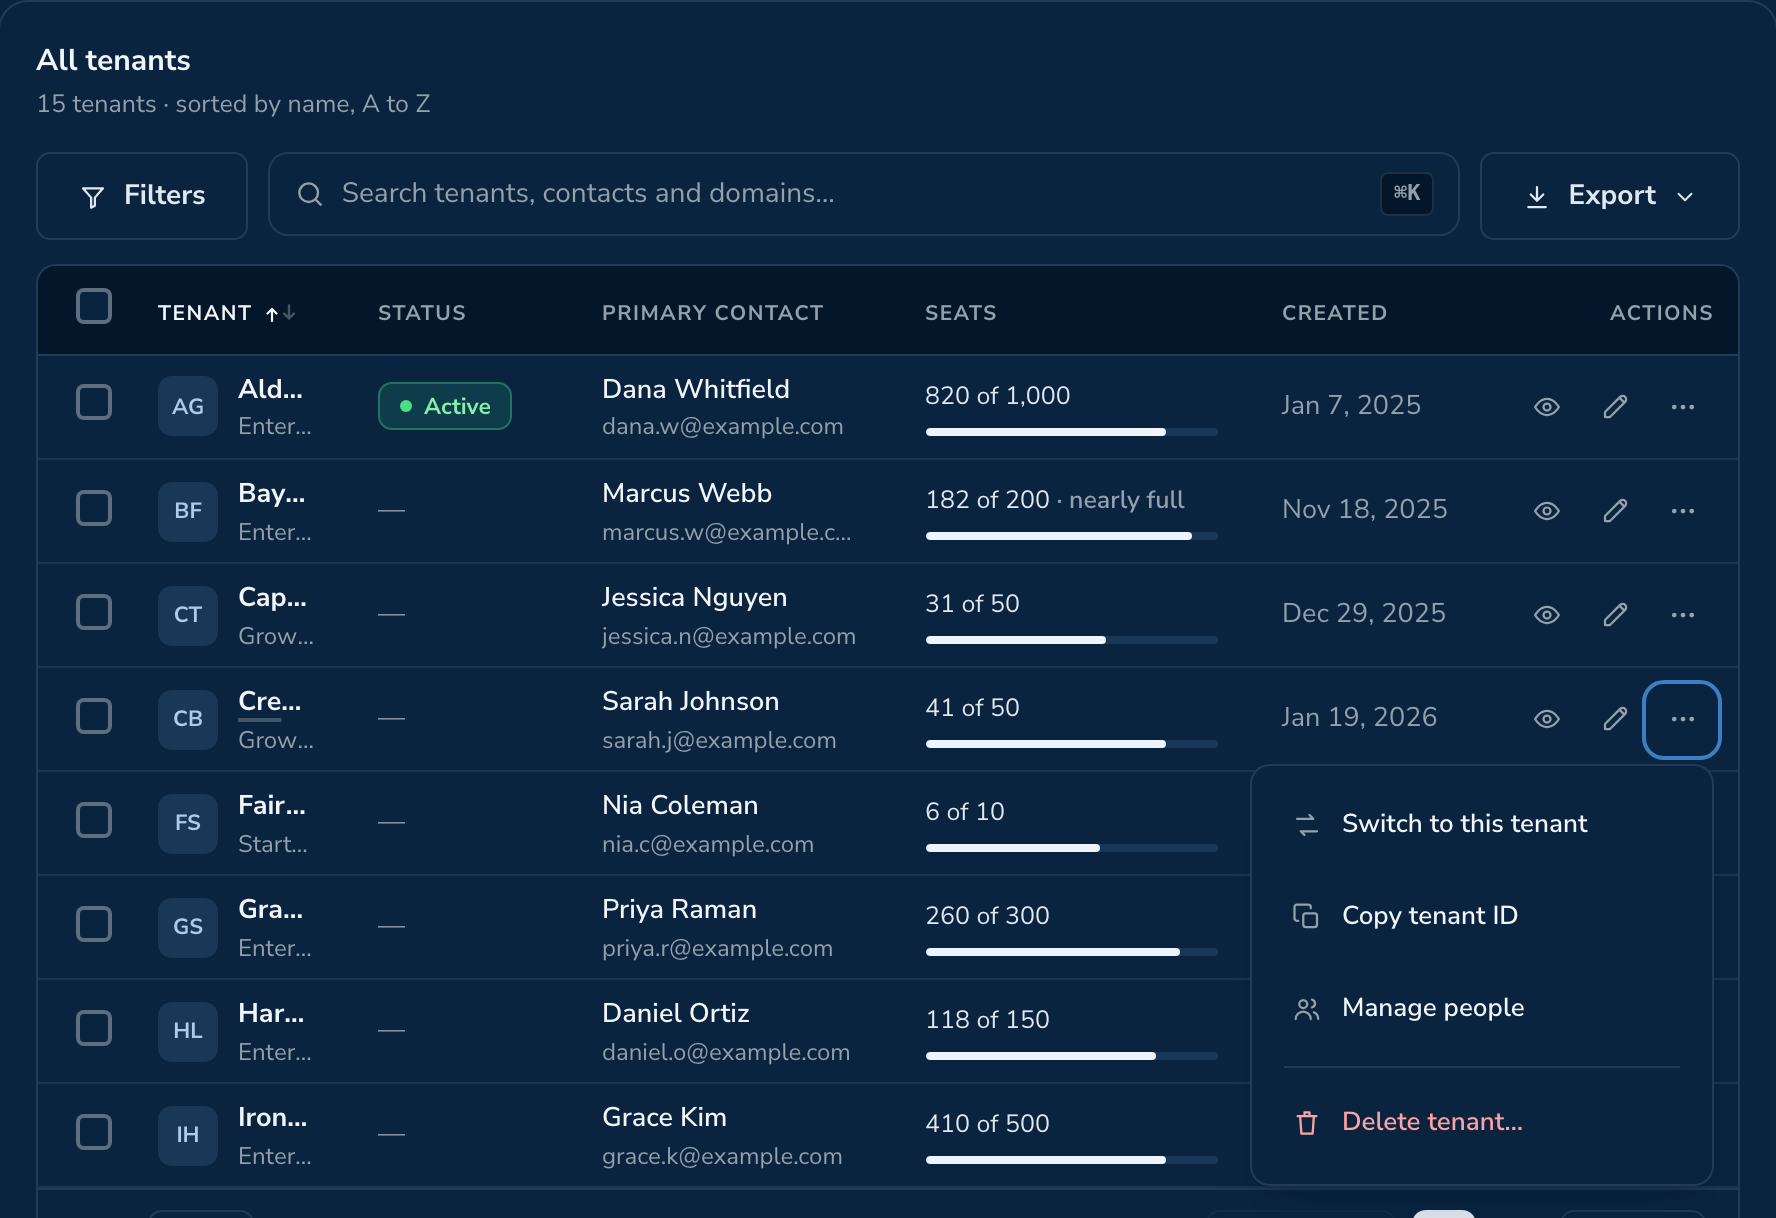 All tenants
15 tenants · sorted by name, A to Z
Filters
Search tenants, contacts and domains...
⌘K
Export
TENANT
STATUS
PRIMARY CONTACT
SEATS
CREATED
ACTIONS
AG
Ald...
Enter...
Active
Dana Whitfield
dana.w@example.com
820 of 1,000
Jan 7, 2025
BF
Bay...
Enter...
—
Marcus Webb
marcus.w@example.c...
182 of 200 · nearly full
Nov 18, 2025
CT
Cap...
Grow...
—
Jessica Nguyen
jessica.n@example.com
31 of 50
Dec 29, 2025
CB
Cre...
Grow...
—
Sarah Johnson
sarah.j@example.com
41 of 50
Jan 19, 2026
FS
Fair...
Start...
—
Nia Coleman
nia.c@example.com
6 of 10
GS
Gra...
Enter...
—
Priya Raman
priya.r@example.com
260 of 300
HL
Har...
Enter...
—
Daniel Ortiz
daniel.o@example.com
118 of 150
IH
Iron...
Enter...
—
Grace Kim
grace.k@example.com
410 of 500
Switch to this tenant
Copy tenant ID
Manage people
Delete tenant...